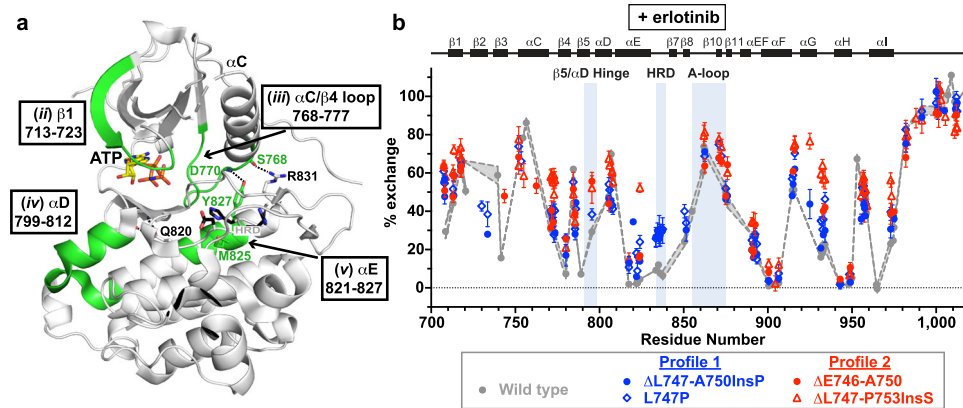 a
αC
(ii) β1
713-723
(iii) αC/β4 loop
768-777
ATP
D770
S768
R831
(iv) αD
799-812
Y827
Q820
HRD
M825
(v) αE
821-827
b
+ erlotinib
β1 β2 β3 αC β4 β5 αD αE β7 β8 β10 β11 αEF αF αG αH αI
β5/αD Hinge HRD A-loop
% exchange
100
80
60
40
20
0
700 750 800 850 900 950 1,000
Residue Number
Profile 1 Profile 2
Wild type ΔL747-A750InsP ΔE746-A750
L747P ΔL747-P753InsS